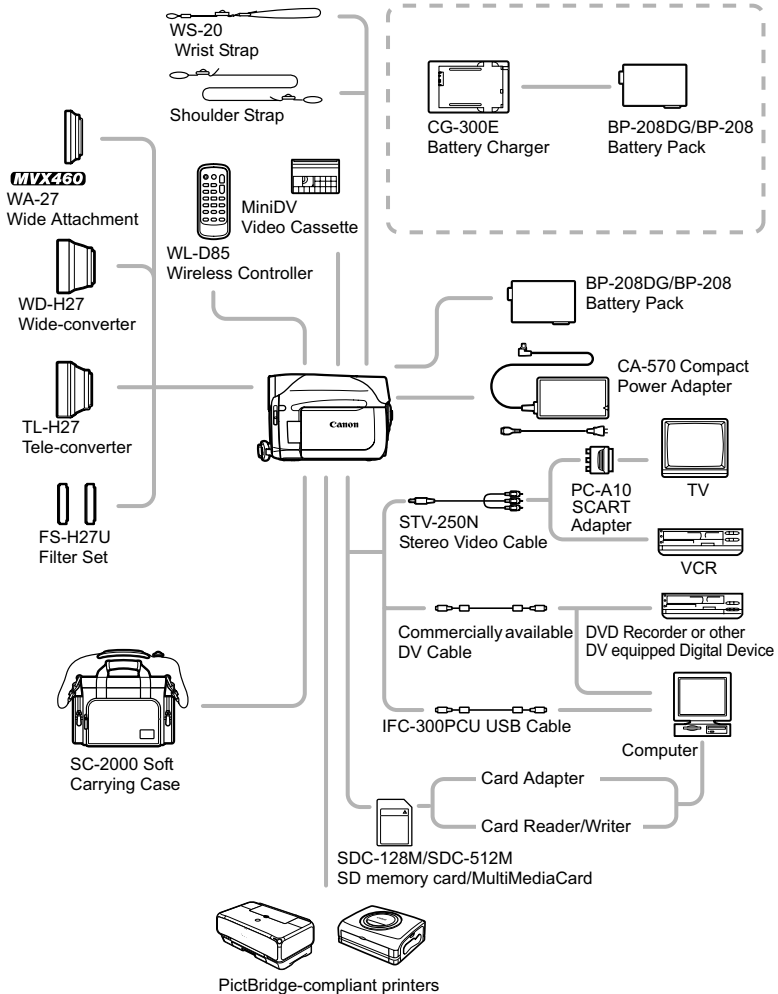 WS-20
Wrist Strap
Shoulder Strap
CG-300E
Battery Charger
BP-208DG/BP-208
Battery Pack
MVX460
WA-27
Wide Attachment
MiniDV
Video Cassette
WL-D85
Wireless Controller
WD-H27
Wide-converter
BP-208DG/BP-208
Battery Pack
CA-570 Compact
Power Adapter
TL-H27
Tele-converter
Canon
FS-H27U
Filter Set
STV-250N
Stereo Video Cable
PC-A10
SCART
Adapter
TV
VCR
Commercially available
DV Cable
DVD Recorder or other
DV equipped Digital Device
IFC-300PCU USB Cable
Computer
SC-2000 Soft
Carrying Case
Card Adapter
Card Reader/Writer
SDC-128M/SDC-512M
SD memory card/MultiMediaCard
PictBridge-compliant printers